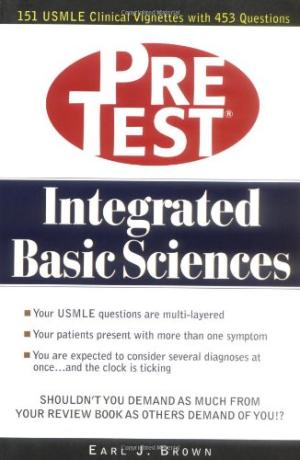 151 USMLE Clinical Vignettes with 453 Questions
PRE
TEST®
Integrated
Basic Sciences
■ Your USMLE questions are multi-layered
■ Your patients present with more than one symptom
■ You are expected to consider several diagnoses at
once...and the clock is ticking
SHOULDN'T YOU DEMAND AS MUCH FROM
YOUR REVIEW BOOK AS OTHERS DEMAND OF YOU!?
EARL J. BROWN